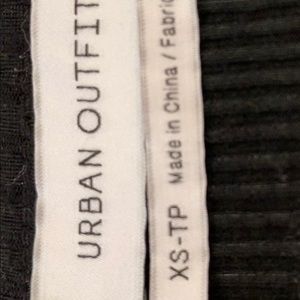 URBAN OUTFIT
XS-TP Made in China / Fabric